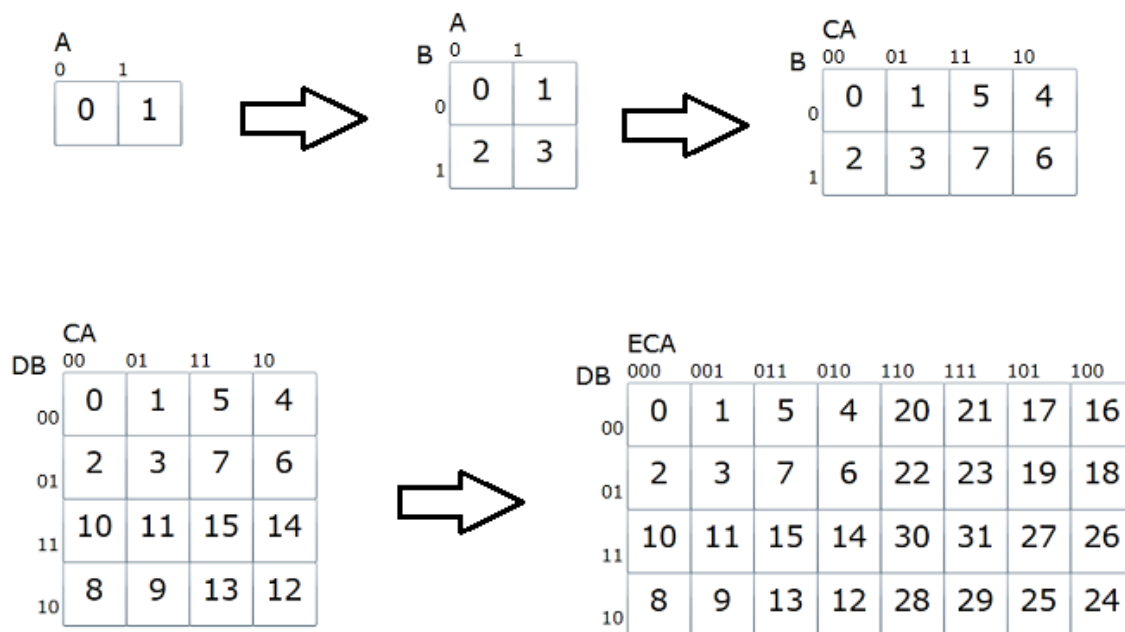 A
0 1
0 1
A
B 0 1
0 0 1
1 2 3
CA
B 00 01 11 10
0 0 1 5 4
1 2 3 7 6
CA
DB 00 01 11 10
00 0 1 5 4
01 2 3 7 6
11 10 11 15 14
10 8 9 13 12
ECA
DB 000 001 011 010 110 111 101 100
00 0 1 5 4 20 21 17 16
01 2 3 7 6 22 23 19 18
11 10 11 15 14 30 31 27 26
10 8 9 13 12 28 29 25 24